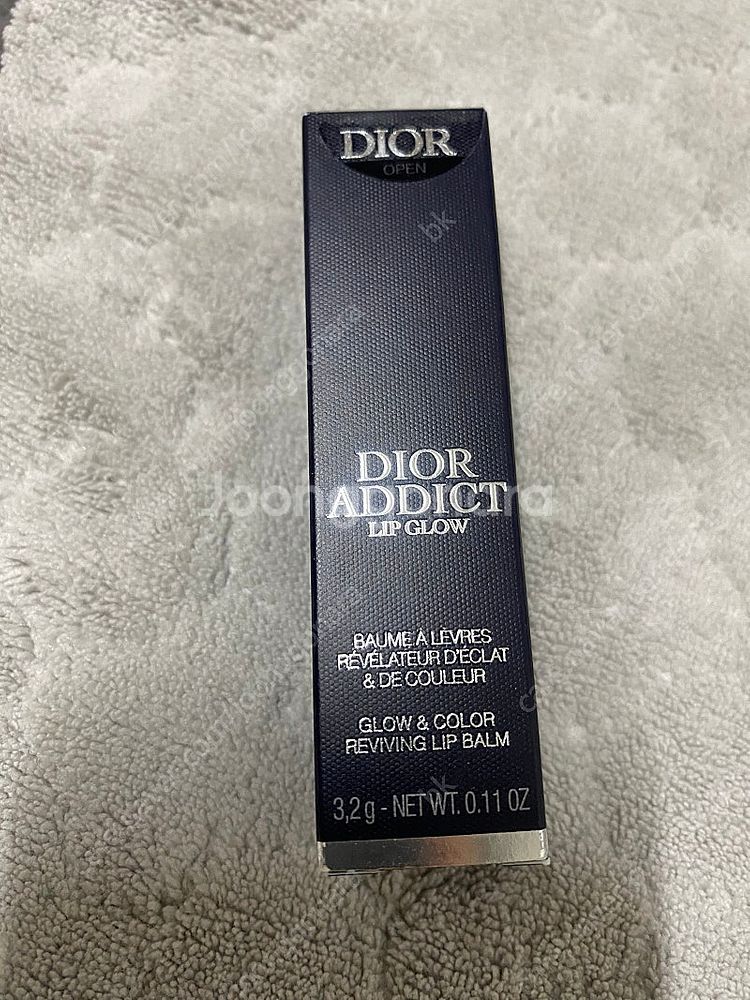 DIOR
OPEN
DIOR
ADDICT
LIP GLOW
BAUME À LÈVRES
RÉVÉLATEUR D'ÉCLAT
& DE COULEUR
GLOW & COLOR
REVIVING LIP BALM
3,2 g - NET WT. 0.11 OZ